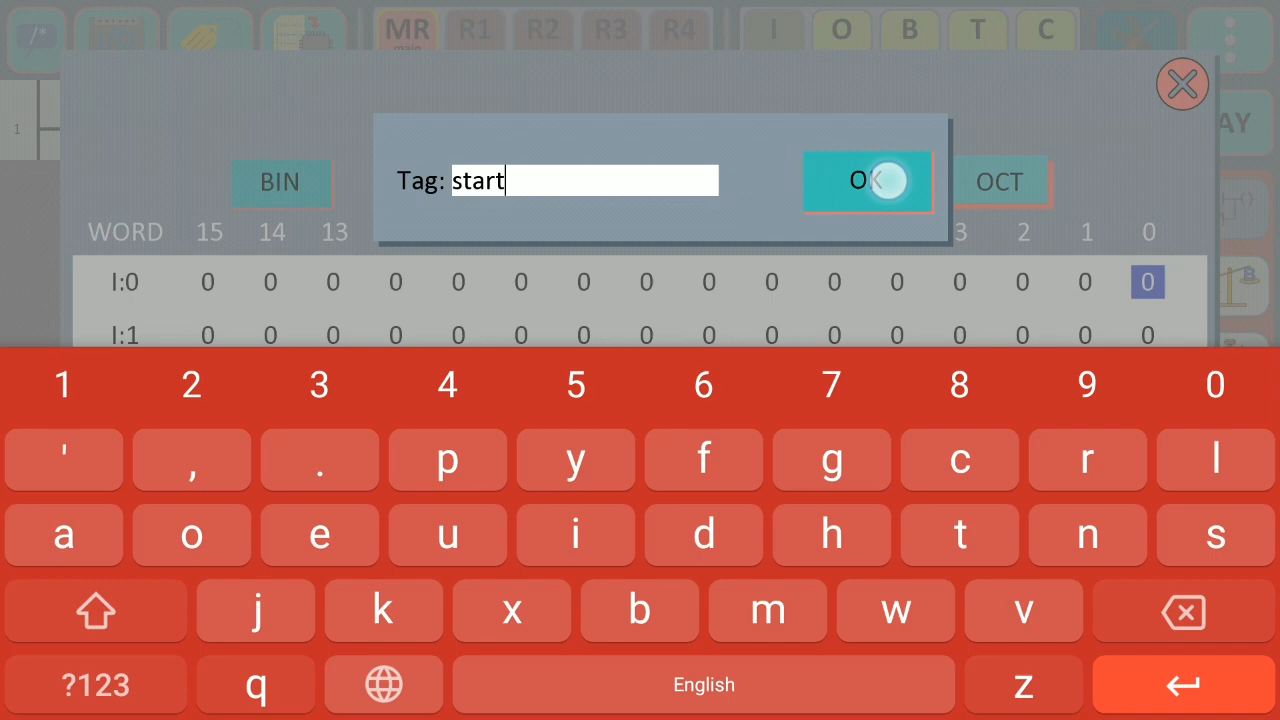 /*
MR R1 R2 R3 R4 I O B T C
main
1
AY
Tag: start OK
BIN OCT
WORD 15 14 13 3 2 1 0
I:0 0 0 0 0 0 0 0 0 0 0 0 0 0 0 0 0
I:1 0 0 0 0 0 0 0 0 0 0 0 0 0 0 0 0
B
1 2 3 4 5 6 7 8 9 0
' , . p y f g c r l
a o e u i d h t n s
j k x b m w v
?123 q English z